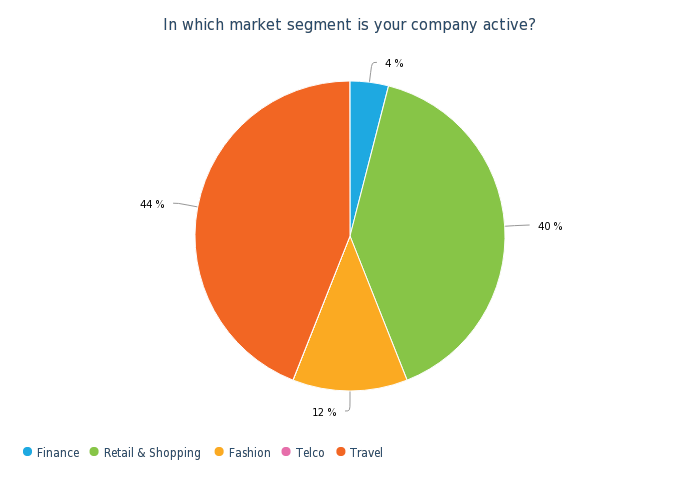 In which market segment is your company active?
4 %
44 %
40 %
12 %
Finance Retail & Shopping Fashion Telco Travel